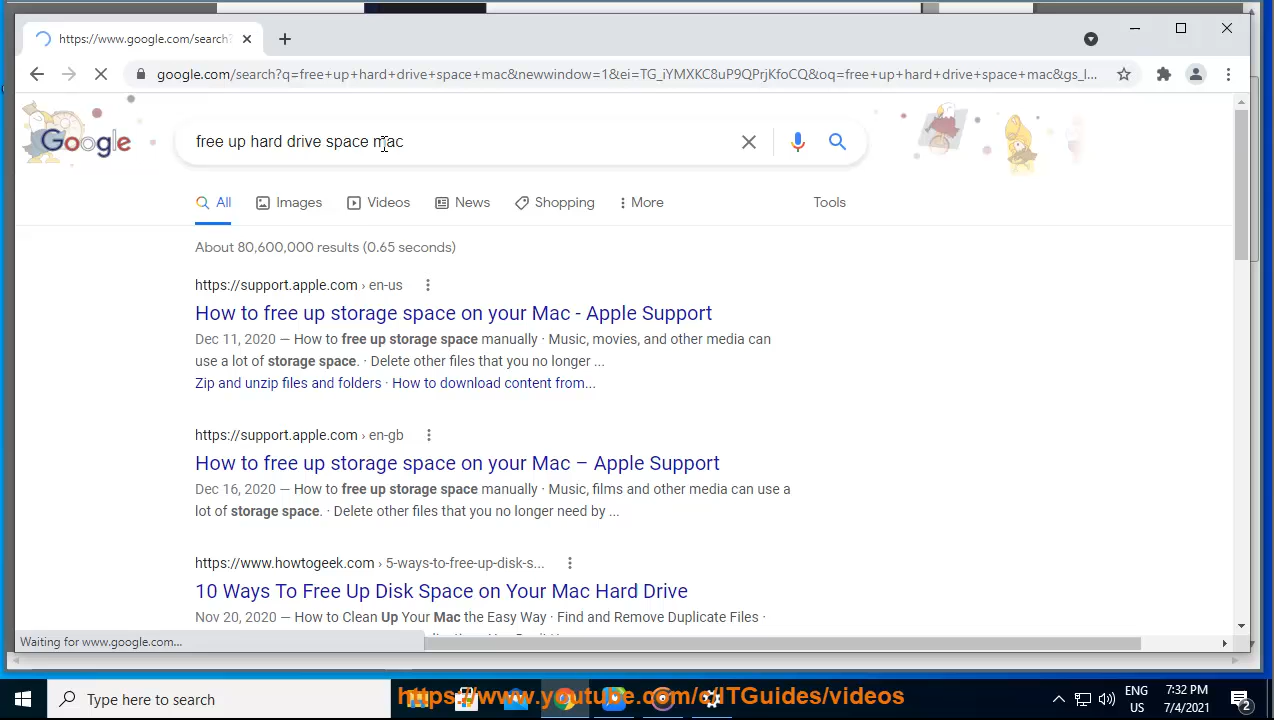 https://www.google.com/search?
google.com/search?q=free+up+hard+drive+space+mac&newwindow=1&ei=TG_iYMXKC8uP9QPrjKfoCQ&oq=free+up+hard+drive+space+mac&gs_l...
Google
free up hard drive space mac
All Images Videos News Shopping More Tools
About 80,600,000 results (0.65 seconds)
https://support.apple.com › en-us
How to free up storage space on your Mac - Apple Support
Dec 11, 2020 — How to free up storage space manually · Music, movies, and other media can
use a lot of storage space. · Delete other files that you no longer ...
Zip and unzip files and folders · How to download content from...
https://support.apple.com › en-gb
How to free up storage space on your Mac – Apple Support
Dec 16, 2020 — How to free up storage space manually · Music, films and other media can use a
lot of storage space. · Delete other files that you no longer need by ...
https://www.howtogeek.com › 5-ways-to-free-up-disk-s...
10 Ways To Free Up Disk Space on Your Mac Hard Drive
Nov 20, 2020 — How to Clean Up Your Mac the Easy Way · Find and Remove Duplicate Files ·
Waiting for www.google.com...
Type here to search
https://www.youtube.com/c/ITGuides/videos
ENG
US
7:32 PM
7/4/2021
2